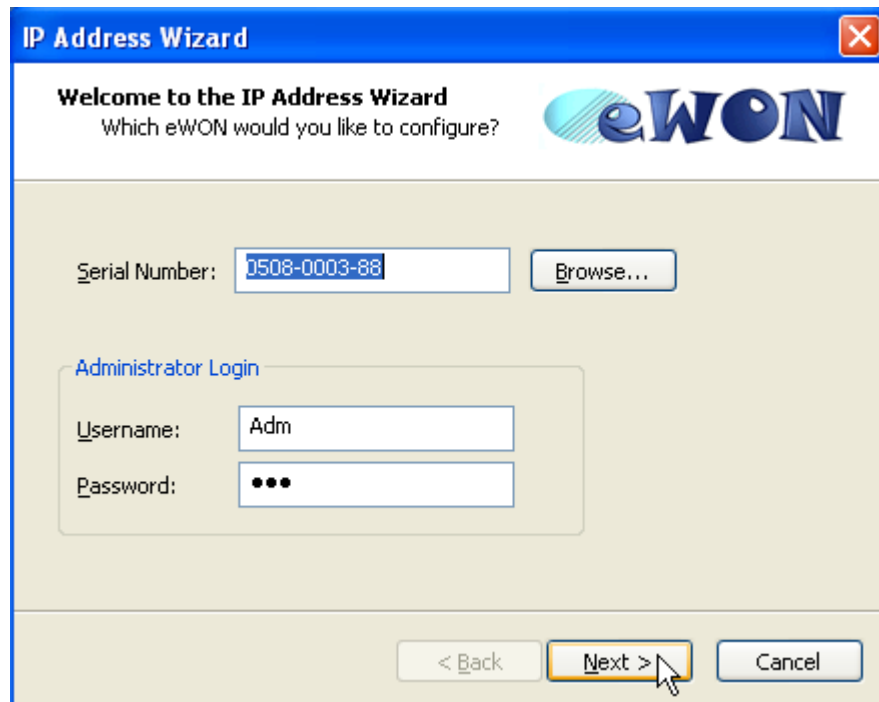 IP Address Wizard
Welcome to the IP Address Wizard
Which eWON would you like to configure?
eWON
Serial Number: 0508-0003-88 Browse...
Administrator Login
Username: Adm
Password: •••
< Back Next > Cancel